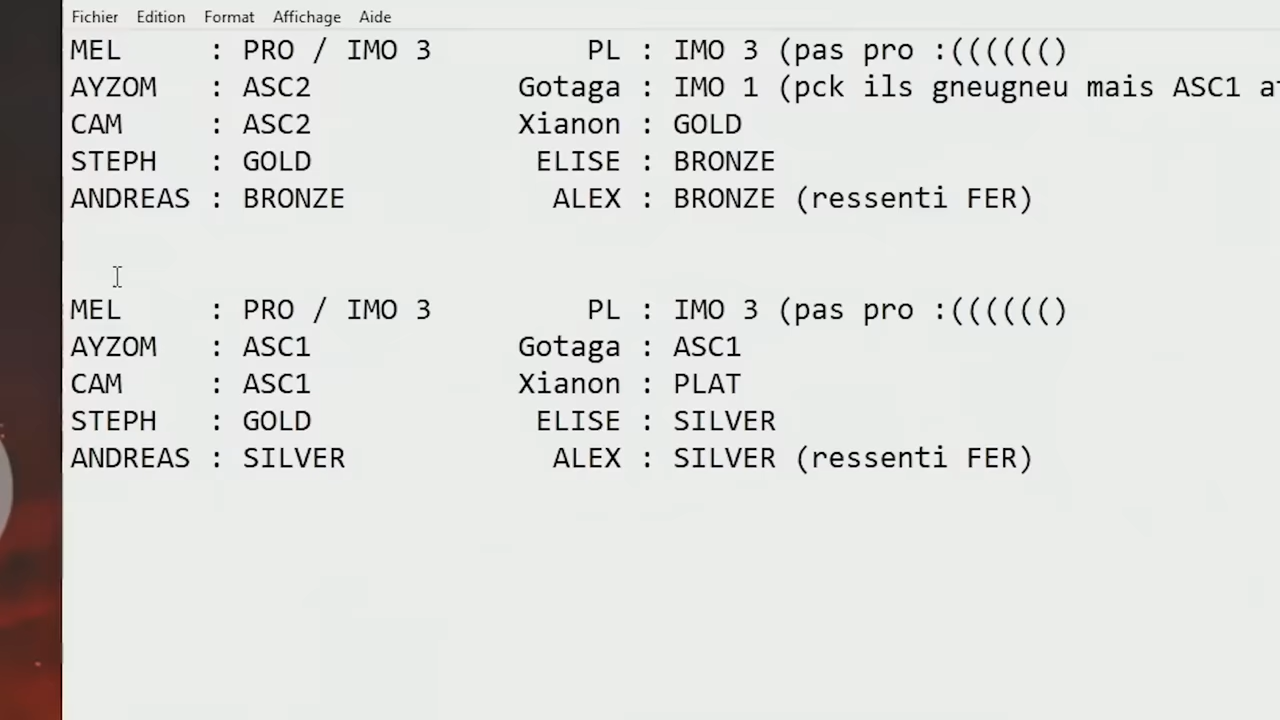 Fichier Edition Format Affichage Aide
MEL : PRO / IMO 3 PL : IMO 3 (pas pro :(((((()
AYZOM : ASC2 Gotaga : IMO 1 (pck ils gneugneu mais ASC1
CAM : ASC2 Xianon : GOLD
STEPH : GOLD ELISE : BRONZE
ANDREAS : BRONZE ALEX : BRONZE (ressenti FER)
MEL : PRO / IMO 3 PL : IMO 3 (pas pro :(((((()
AYZOM : ASC1 Gotaga : ASC1
CAM : ASC1 Xianon : PLAT
STEPH : GOLD ELISE : SILVER
ANDREAS : SILVER ALEX : SILVER (ressenti FER)